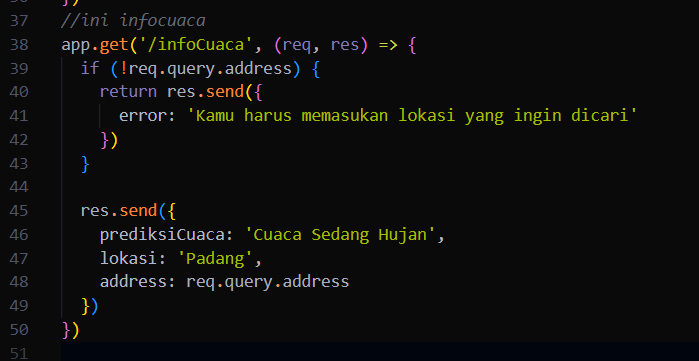 37 //ini infocuaca
38 app.get('/infoCuaca', (req, res) => {
39 if (!req.query.address) {
40 return res.send({
41 error: 'Kamu harus memasukan lokasi yang ingin dicari'
42 })
43 }
44
45 res.send({
46 prediksiCuaca: 'Cuaca Sedang Hujan',
47 lokasi: 'Padang',
48 address: req.query.address
49 })
50 })
51